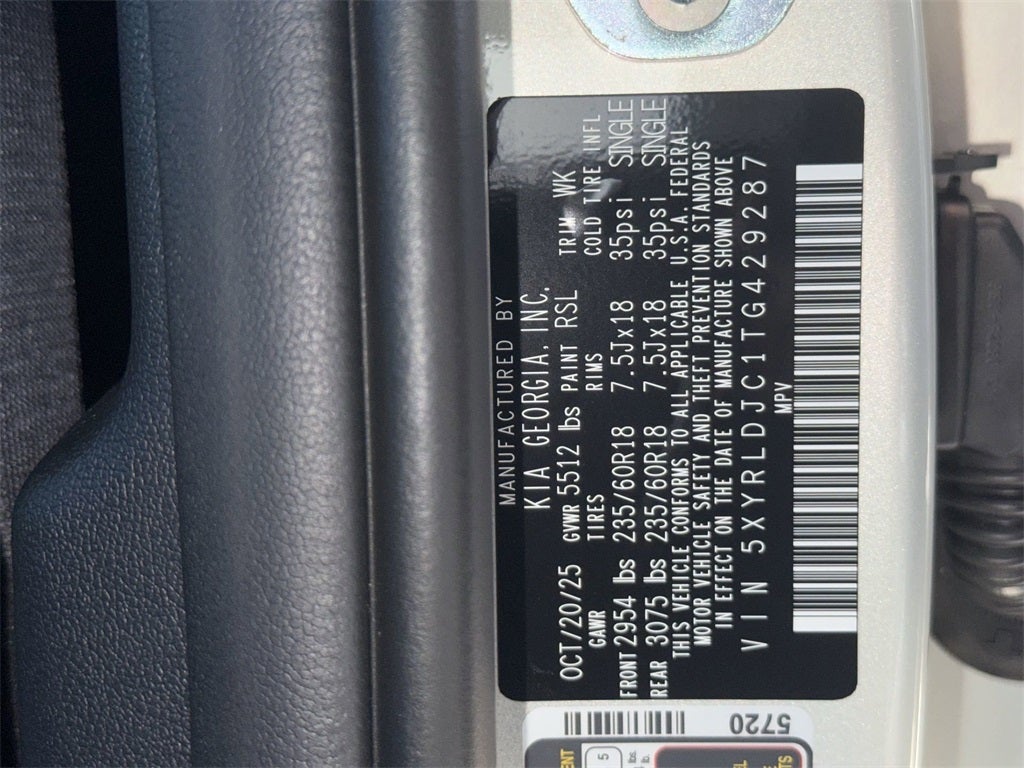 MANUFACTURED BY
KIA GEORGIA, INC.
OCT/20/25 GVWR 5512 lbs PAINT RSL TRIM WK
GAWR TIRES RIMS COLD TIRE INFL
FRONT 2954 lbs 235/60R18 7.5Jx18 35psi SINGLE
REAR 3075 lbs 235/60R18 7.5Jx18 35psi SINGLE
THIS VEHICLE CONFORMS TO ALL APPLICABLE U.S.A. FEDERAL
MOTOR VEHICLE SAFETY AND THEFT PREVENTION STANDARDS
IN EFFECT ON THE DATE OF MANUFACTURE SHOWN ABOVE
VIN 5XYRLDJC1TG429287
MPV
5720
5